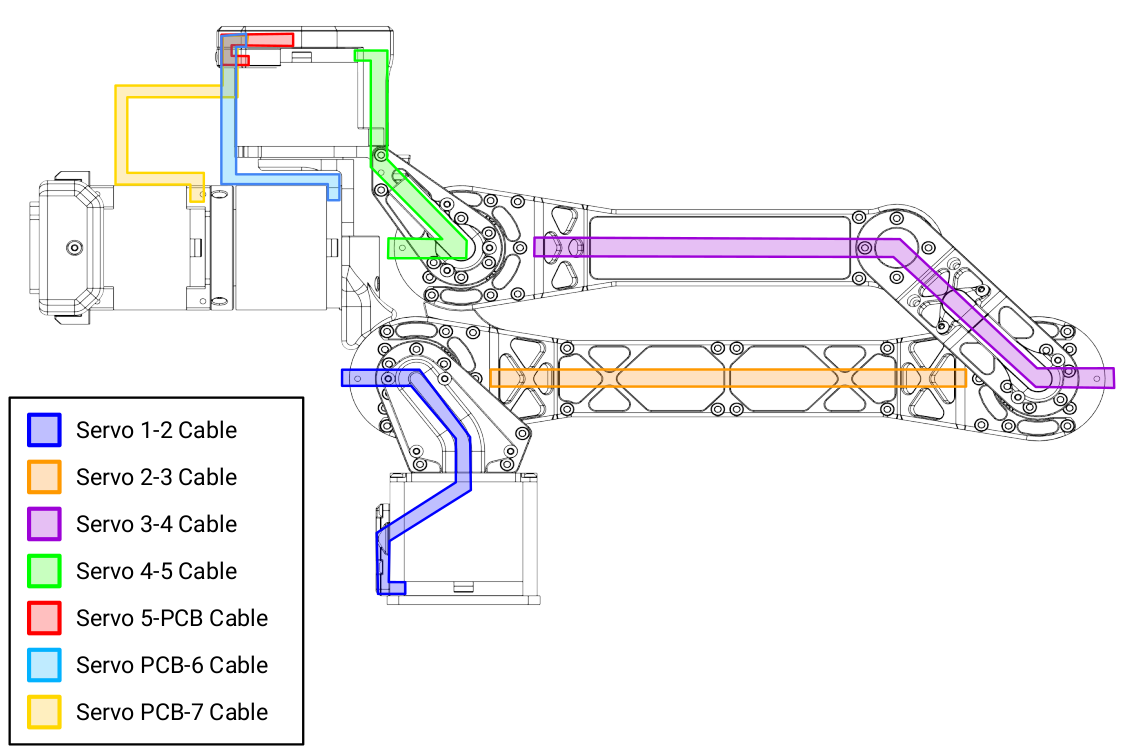 Servo 1-2 Cable
Servo 2-3 Cable
Servo 3-4 Cable
Servo 4-5 Cable
Servo 5-PCB Cable
Servo PCB-6 Cable
Servo PCB-7 Cable